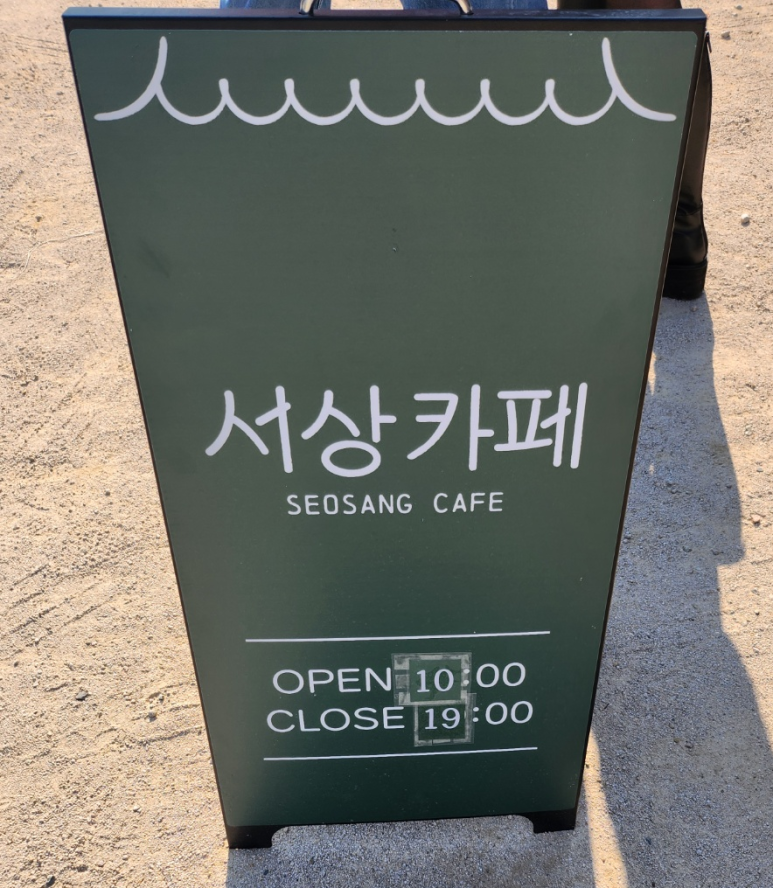 서상카페
SEOSANG CAFE
OPEN 10:00
CLOSE 19:00